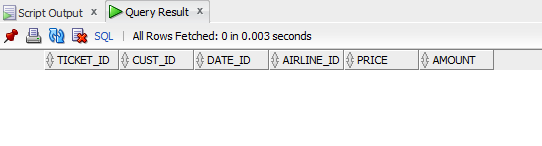 Script Output x Query Result x
SQL | All Rows Fetched: 0 in 0.003 seconds
TICKET_ID CUST_ID DATE_ID AIRLINE_ID PRICE AMOUNT